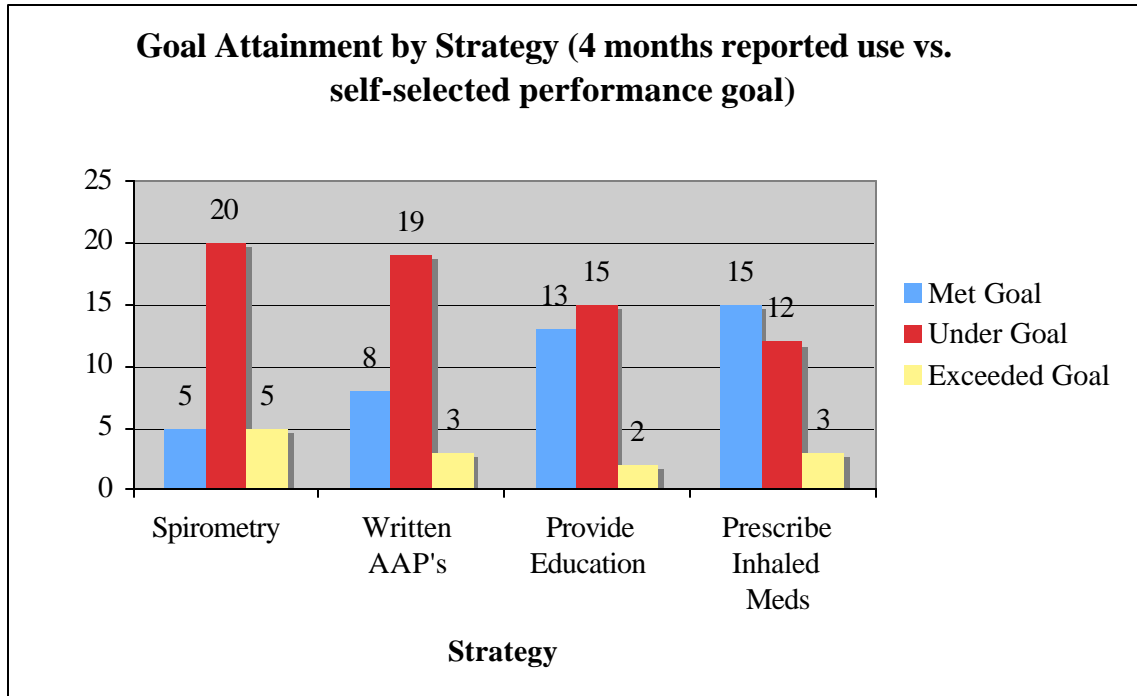 Goal Attainment by Strategy (4 months reported use vs.
self-selected performance goal)
25
20
15
10
5
0
5
20
5
8
19
3
13
15
2
15
12
3
Met Goal
Under Goal
Exceeded Goal
Spirometry
Written
AAP's
Provide
Education
Prescribe
Inhaled
Meds
Strategy